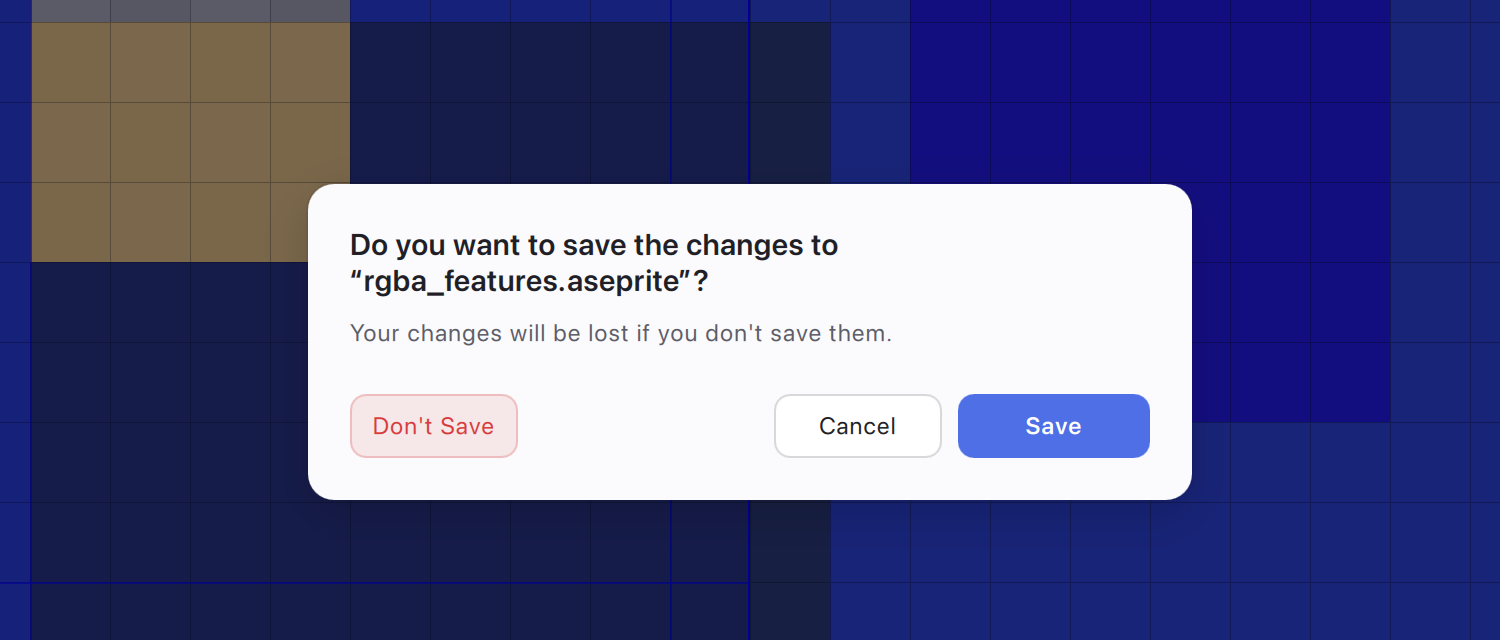 Do you want to save the changes to
“rgba_features.aseprite”?
Your changes will be lost if you don't save them.
Don't Save
Cancel
Save